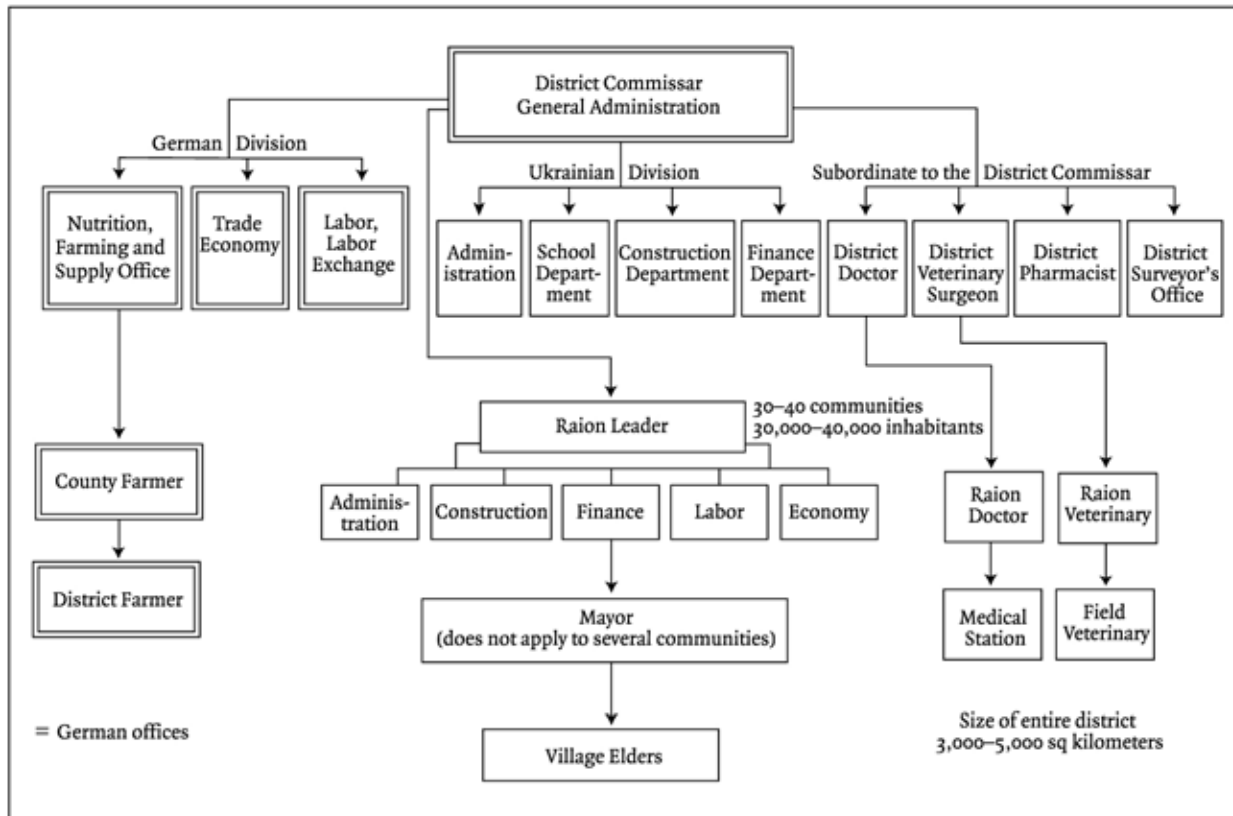 District Commissar
General Administration
German Division
Ukrainian Division
Subordinate to the District Commissar
Nutrition,
Farming and
Supply Office
Trade
Economy
Labor,
Labor
Exchange
Admin-
istration
School
Depart-
ment
Construction
Department
Finance
Depart-
ment
District
Doctor
District
Veterinary
Surgeon
District
Pharmacist
District
Surveyor's
Office
Raion Leader
30–40 communities
30,000–40,000 inhabitants
County Farmer
Adminis-
tration
Construction
Finance
Labor
Economy
Raion
Doctor
Raion
Veterinary
District Farmer
Mayor
(does not apply to several communities)
Medical
Station
Field
Veterinary
= German offices
Village Elders
Size of entire district
3,000–5,000 sq kilometers